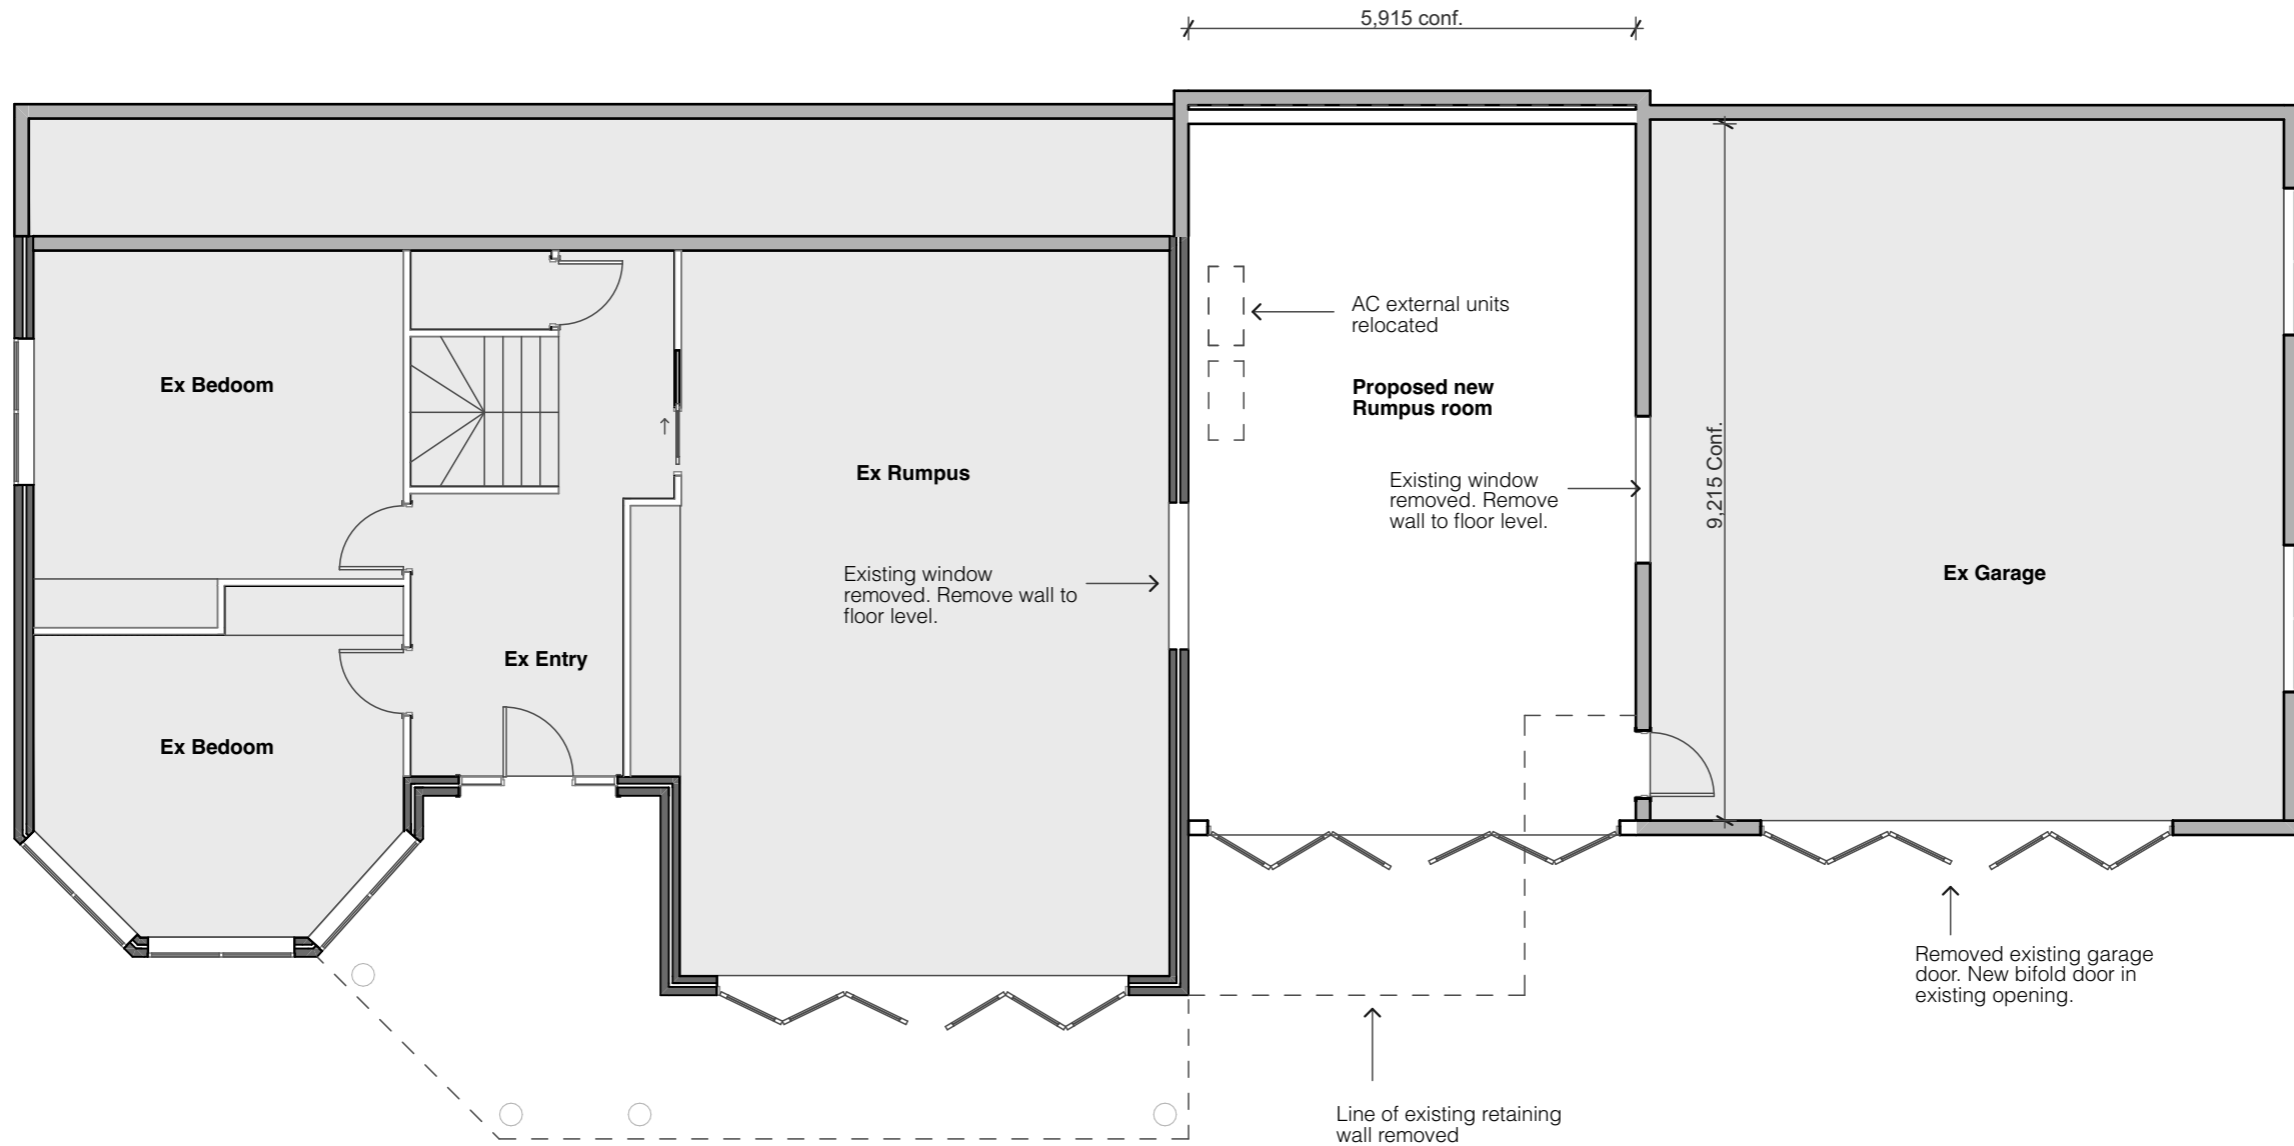 5,915 conf.
AC external units
relocated
Ex Bedoom
Proposed new
Rumpus room
Ex Rumpus
Existing window
removed. Remove
wall to floor level.
9,215 Conf.
Existing window
removed. Remove wall to
floor level.
Ex Garage
Ex Entry
Ex Bedoom
Removed existing garage
door. New bifold door in
existing opening.
Line of existing retaining
wall removed